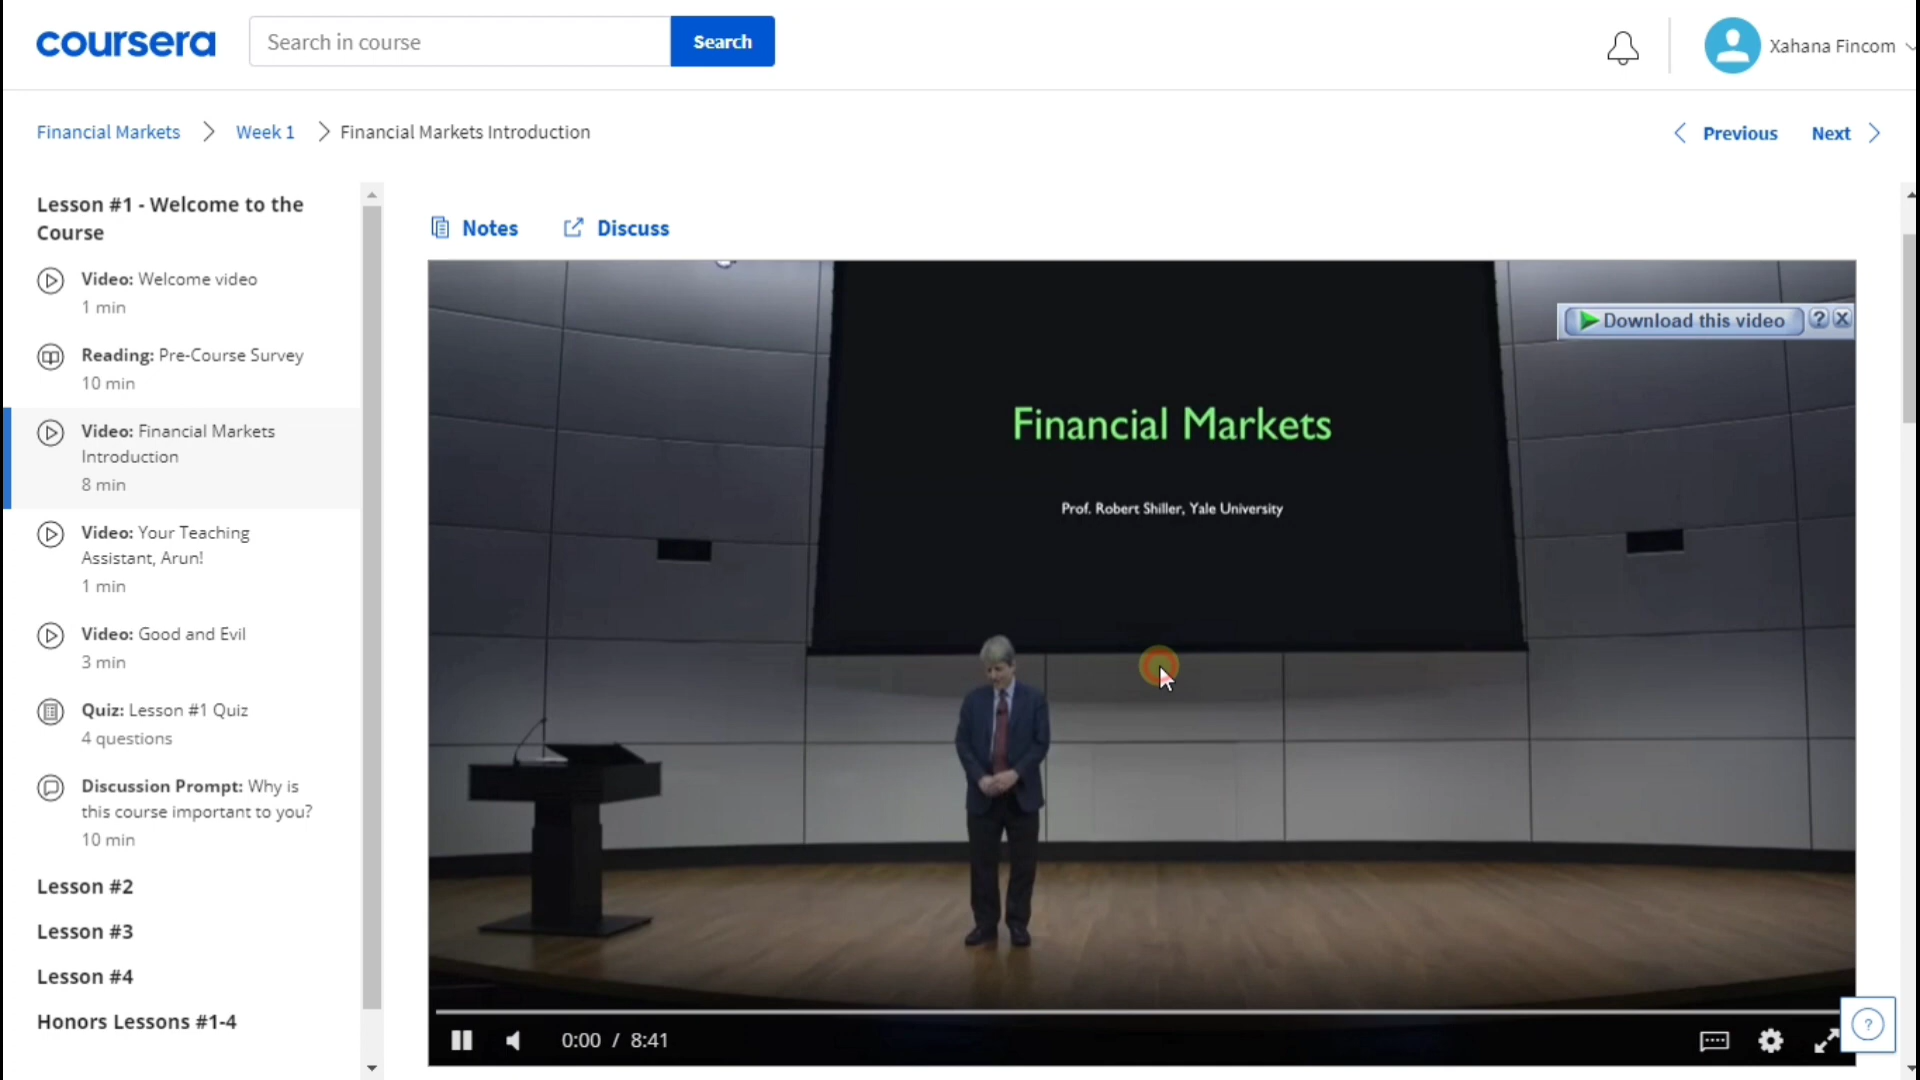 coursera
Search in course
Search
Xahana Fincom
Financial Markets
Week 1
Financial Markets Introduction
Previous
Next
Lesson #1 - Welcome to the
Course
Video: Welcome video
1 min
Reading: Pre-Course Survey
10 min
Video: Financial Markets
Introduction
8 min
Video: Your Teaching
Assistant, Arun!
1 min
Video: Good and Evil
3 min
Quiz: Lesson #1 Quiz
4 questions
Discussion Prompt: Why is
this course important to you?
10 min
Lesson #2
Lesson #3
Lesson #4
Honors Lessons #1-4
Notes
Discuss
Download this video
?
Financial Markets
Prof. Robert Shiller, Yale University
0:00 / 8:41
?